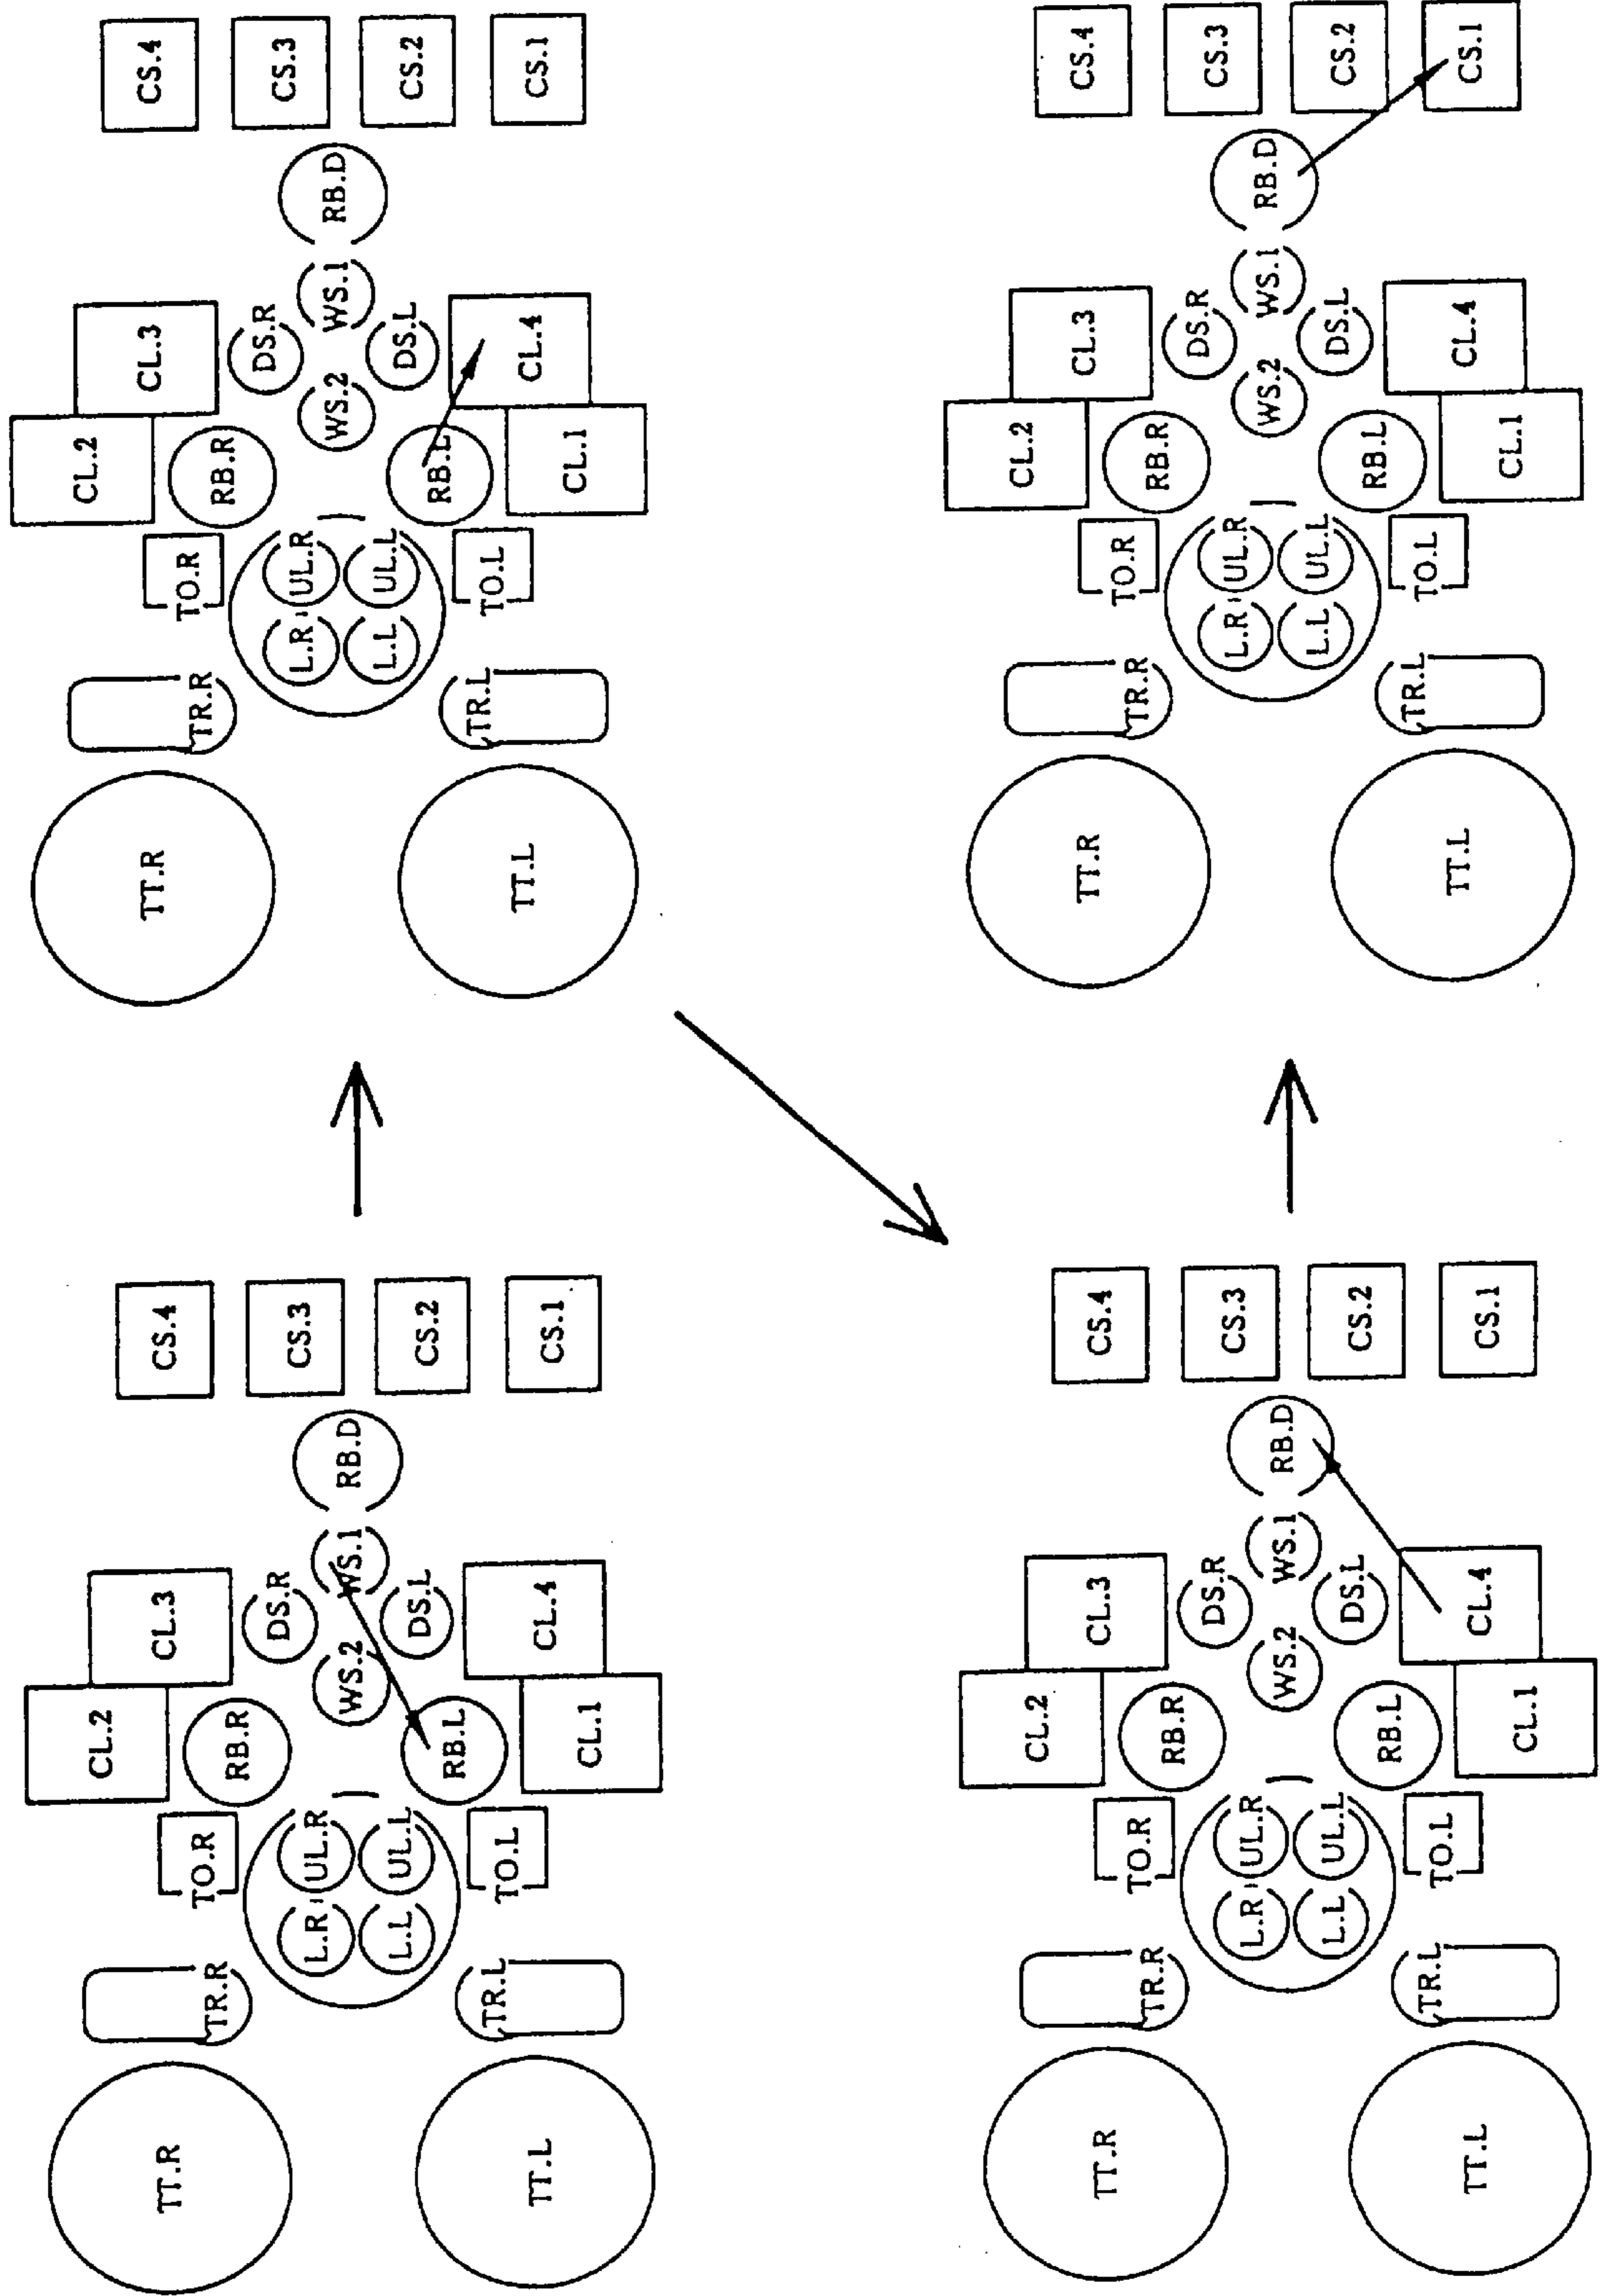 TT.R
TT.L
TR.R
TR.L
L.R
L.L
UL.R
UL.L
TO.R
TO.L
RB.R
RB.L
CL.2
CL.1
CL.3
CL.4
WS.2
DS.R
DS.L
WS.1
RB.D
CS.4
CS.3
CS.2
CS.1
TT.R
TT.L
TR.R
TR.L
L.R
L.L
UL.R
UL.L
TO.R
TO.L
RB.R
RB.L
CL.2
CL.1
CL.3
CL.4
WS.2
DS.R
DS.L
WS.1
RB.D
CS.4
CS.3
CS.2
CS.1
TT.R
TT.L
TR.R
TR.L
L.R
L.L
UL.R
UL.L
TO.R
TO.L
RB.R
RB.L
CL.2
CL.1
CL.3
CL.4
WS.2
DS.R
DS.L
WS.1
RB.D
CS.4
CS.3
CS.2
CS.1
TT.R
TT.L
TR.R
TR.L
L.R
L.L
UL.R
UL.L
TO.R
TO.L
RB.R
RB.L
CL.2
CL.1
CL.3
CL.4
WS.2
DS.R
DS.L
WS.1
RB.D
CS.4
CS.3
CS.2
CS.1